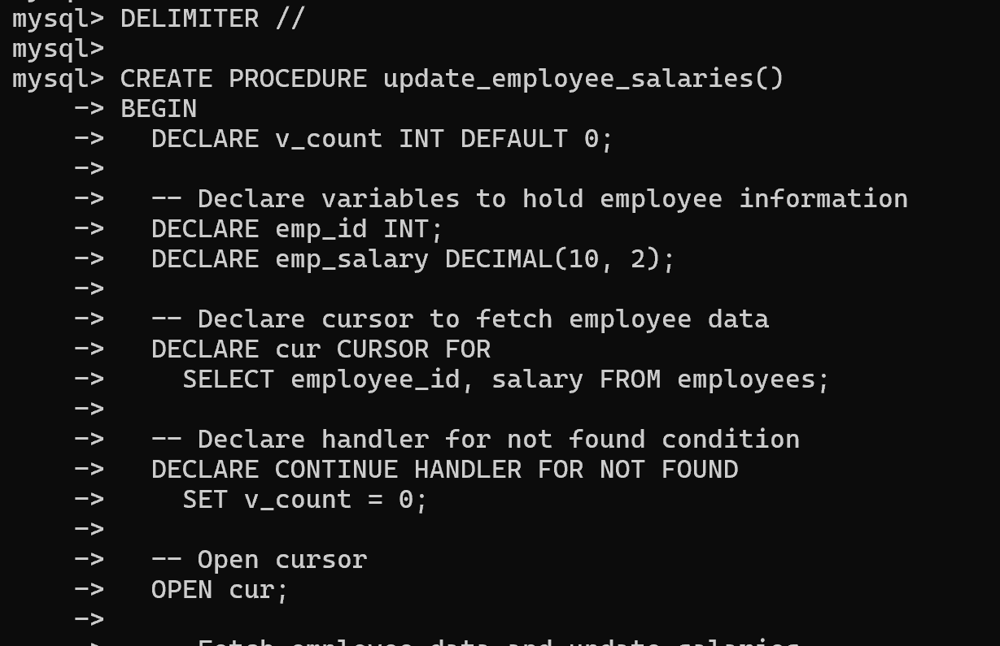 mysql> DELIMITER //
mysql>
mysql> CREATE PROCEDURE update_employee_salaries()
    -> BEGIN
    ->   DECLARE v_count INT DEFAULT 0;
    ->
    ->   -- Declare variables to hold employee information
    ->   DECLARE emp_id INT;
    ->   DECLARE emp_salary DECIMAL(10, 2);
    ->
    ->   -- Declare cursor to fetch employee data
    ->   DECLARE cur CURSOR FOR
    ->     SELECT employee_id, salary FROM employees;
    ->
    ->   -- Declare handler for not found condition
    ->   DECLARE CONTINUE HANDLER FOR NOT FOUND
    ->     SET v_count = 0;
    ->
    ->   -- Open cursor
    ->   OPEN cur;
    ->
    ->   -- Fetch employee data and update salaries